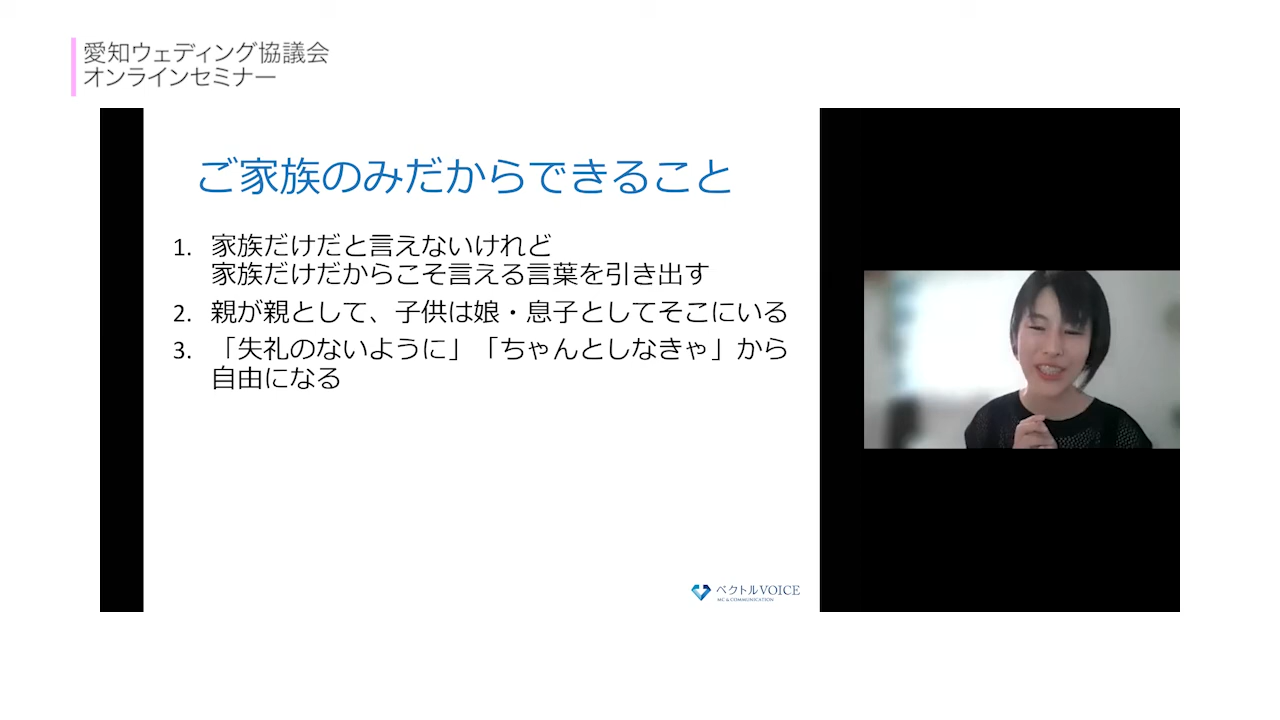 愛知ウェディング協議会
オンラインセミナー
ご家族のみだからできること
1. 家族だけだと言えないけれど
家族だけだからこそ言える言葉を引き出す
2. 親が親として、子供は娘・息子としてそこにいる
3. 「失礼のないように」「ちゃんとしなきゃ」から
自由になる
ベクトルVOICE
MC & COMMUNICATION